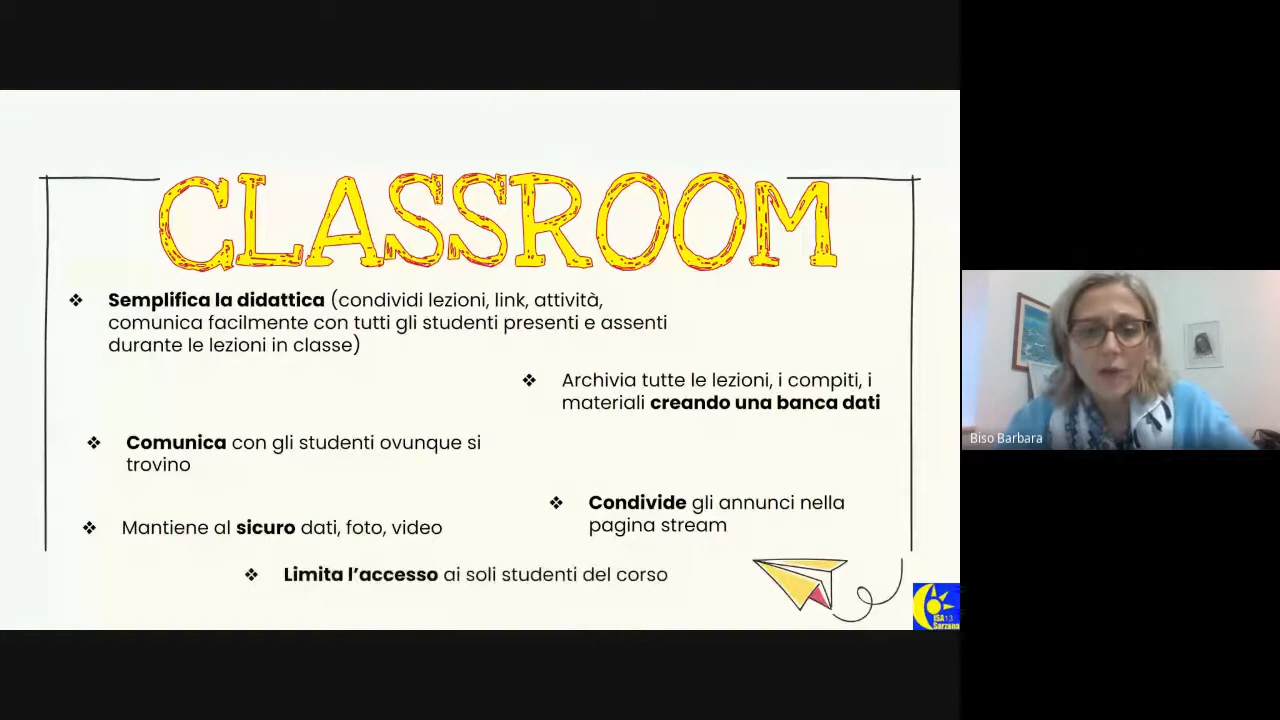 CLASSROOM
❖ Semplifica la didattica (condividi lezioni, link, attività,
comunica facilmente con tutti gli studenti presenti e assenti
durante le lezioni in classe)
❖ Archivia tutte le lezioni, i compiti, i
materiali creando una banca dati
❖ Comunica con gli studenti ovunque si
trovino
❖ Condivide gli annunci nella
pagina stream
❖ Mantiene al sicuro dati, foto, video
❖ Limita l’accesso ai soli studenti del corso
ISA 13
Sarzana
Biso Barbara